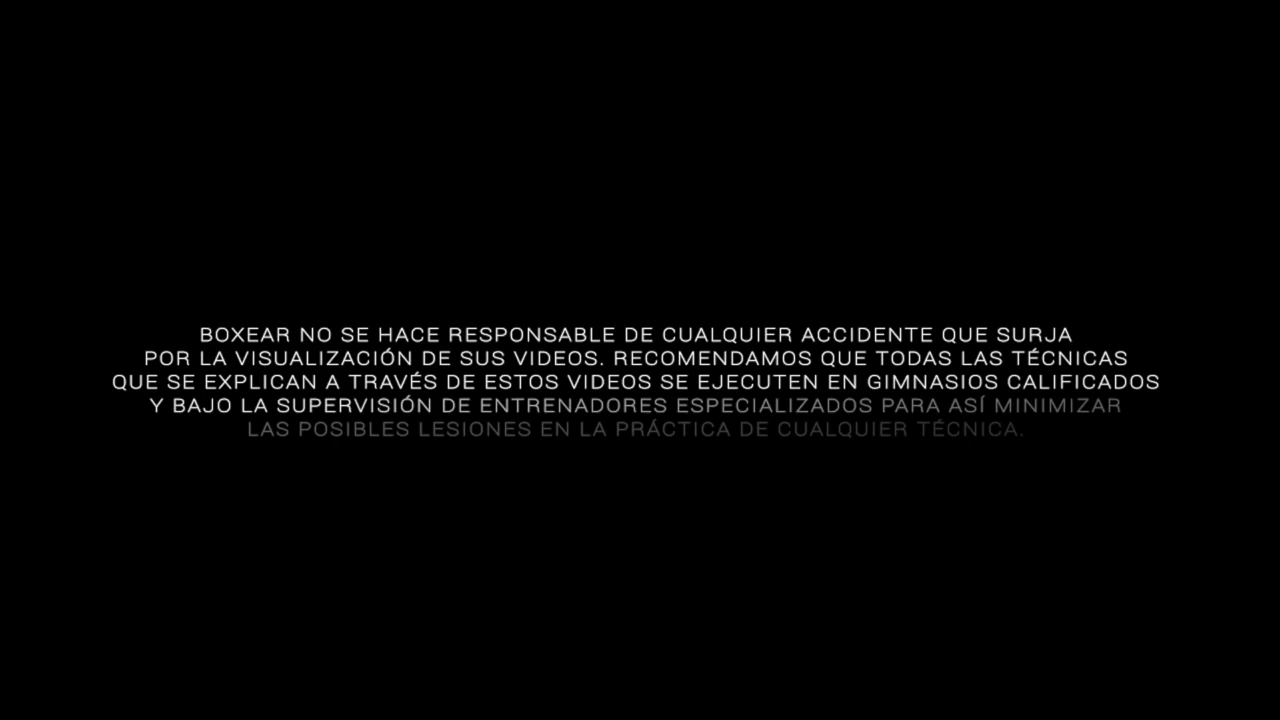 BOXEAR NO SE HACE RESPONSABLE DE CUALQUIER ACCIDENTE QUE SURJA
POR LA VISUALIZACIÓN DE SUS VIDEOS. RECOMENDAMOS QUE TODAS LAS TÉCNICAS
QUE SE EXPLICAN A TRAVÉS DE ESTOS VIDEOS SE EJECUTEN EN GIMNASIOS CALIFICADOS
Y BAJO LA SUPERVISIÓN DE ENTRENADORES ESPECIALIZADOS PARA ASÍ MINIMIZAR
LAS POSIBLES LESIONES EN LA PRÁCTICA DE CUALQUIER TÉCNICA.